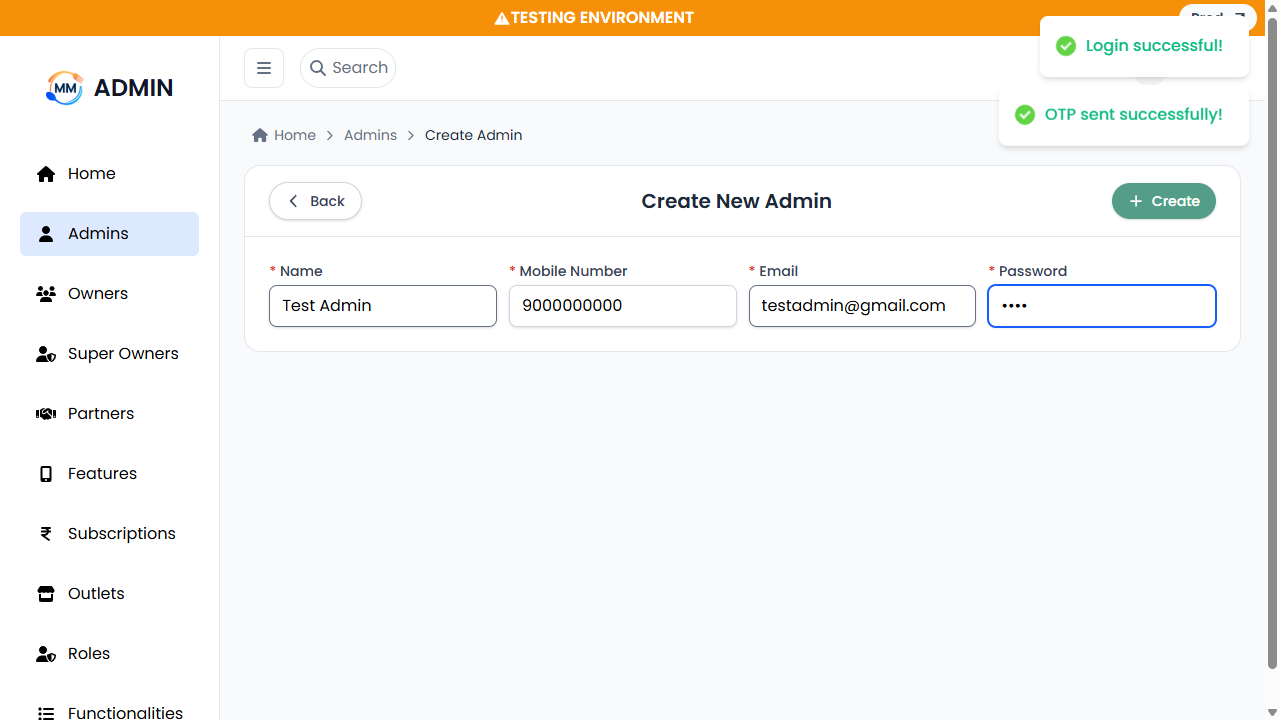 TESTING ENVIRONMENT
Login successful!
OTP sent successfully!
MM ADMIN
Search
Home
Admins
Owners
Super Owners
Partners
Features
Subscriptions
Outlets
Roles
Functionalities
Home > Admins > Create Admin
Back
Create New Admin
+ Create
* Name
Test Admin
* Mobile Number
9000000000
* Email
testadmin@gmail.com
* Password
••••